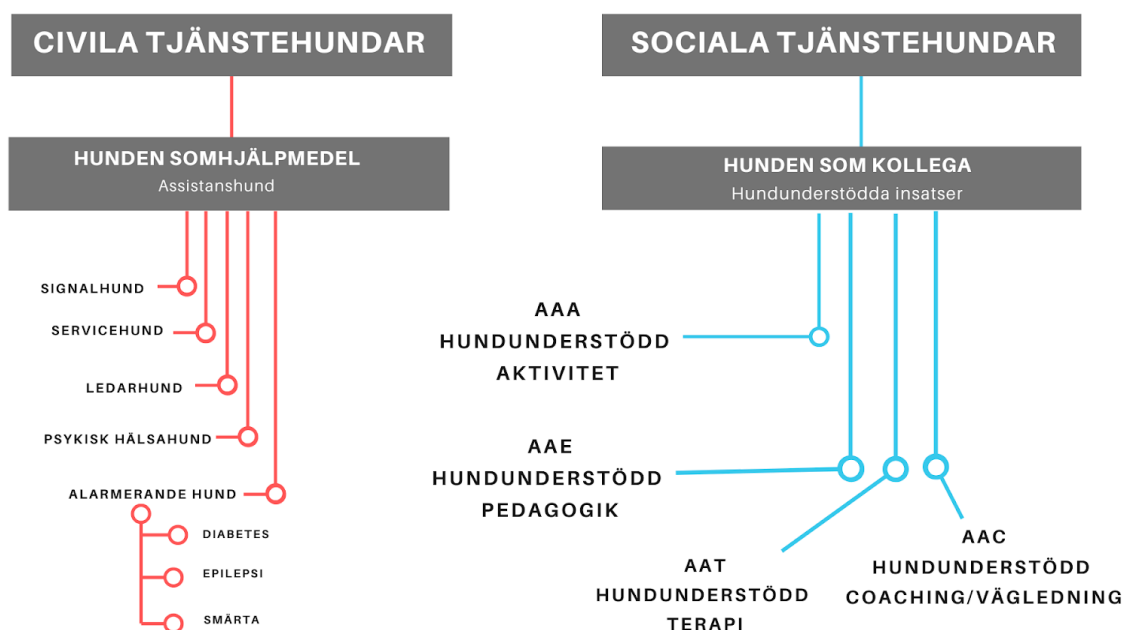 CIVILA TJÄNSTEHUNDAR
HUNDEN SOMHJÄLPMEDEL
Assistanshund
SIGNALHUND
SERVICEHUND
LEDARHUND
PSYKISK HÄLSAHUND
ALARMERANDE HUND
DIABETES
EPILEPSI
SMÄRTA
SOCIALA TJÄNSTEHUNDAR
HUNDEN SOM KOLLEGA
Hundunderstödda insatser
AAA
HUNDUNDERSTÖDD
AKTIVITET
AAE
HUNDUNDERSTÖDD
PEDAGOGIK
AAT
HUNDUNDERSTÖDD
TERAPI
AAC
HUNDUNDERSTÖDD
COACHING/VÄGLEDNING